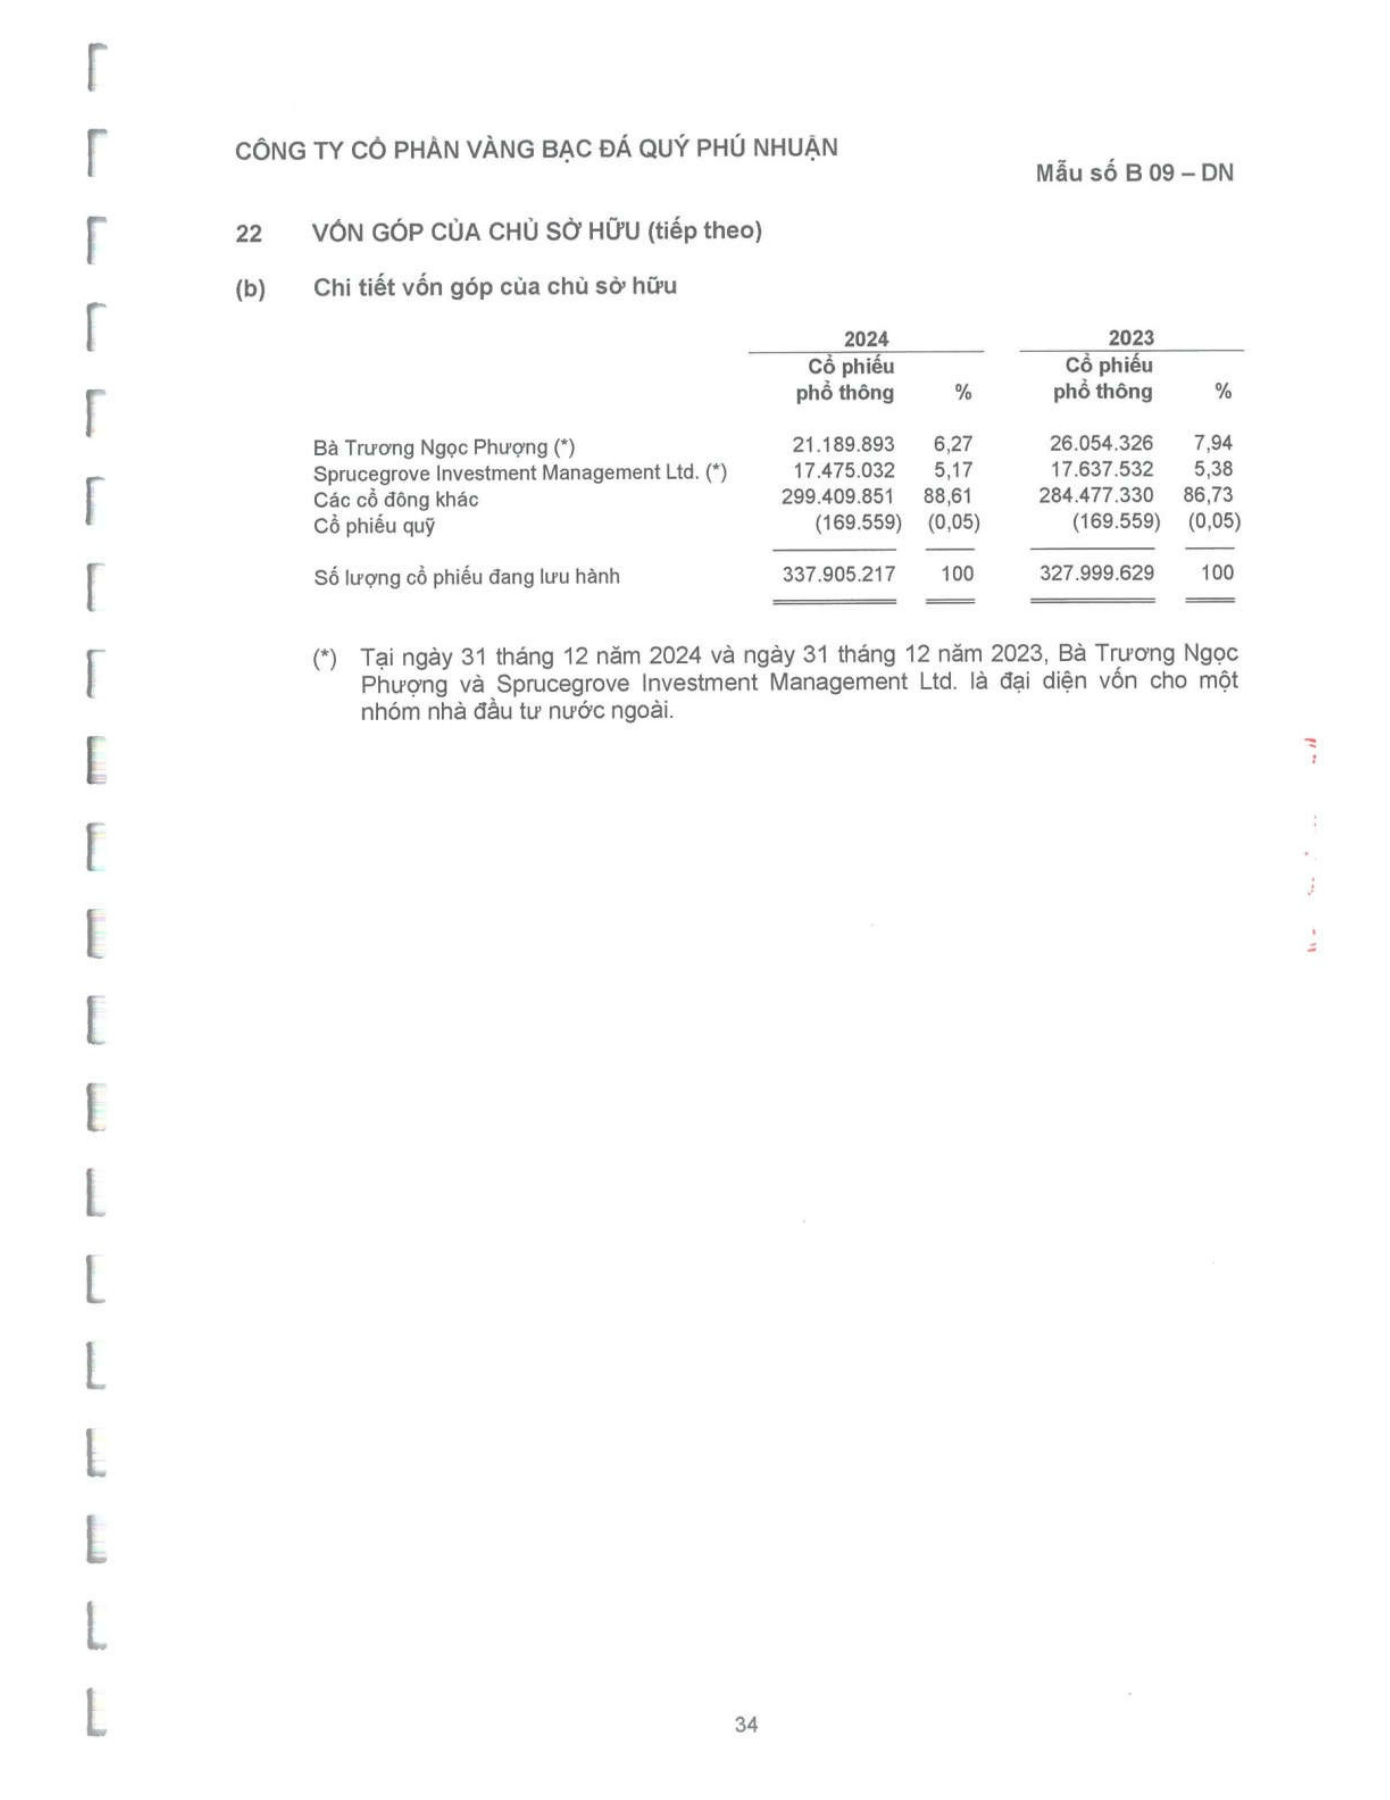 CÔNG TY CỔ PHẦN VÀNG BẠC ĐÁ QUÝ PHÚ NHUẬN
Mẫu số B 09 – DN
22 VỐN GÓP CỦA CHỦ SỞ HỮU (tiếp theo)
(b) Chi tiết vốn góp của chủ sở hữu
2024 2023
Cổ phiếu Cổ phiếu
phổ thông % phổ thông %
Bà Trương Ngọc Phượng (*) 21.189.893 6,27 26.054.326 7,94
Sprucegrove Investment Management Ltd. (*) 17.475.032 5,17 17.637.532 5,38
Các cổ đông khác 299.409.851 88,61 284.477.330 86,73
Cổ phiếu quỹ (169.559) (0,05) (169.559) (0,05)
Số lượng cổ phiếu đang lưu hành 337.905.217 100 327.999.629 100
(*) Tại ngày 31 tháng 12 năm 2024 và ngày 31 tháng 12 năm 2023, Bà Trương Ngọc
Phượng và Sprucegrove Investment Management Ltd. là đại diện vốn cho một
nhóm nhà đầu tư nước ngoài.
34